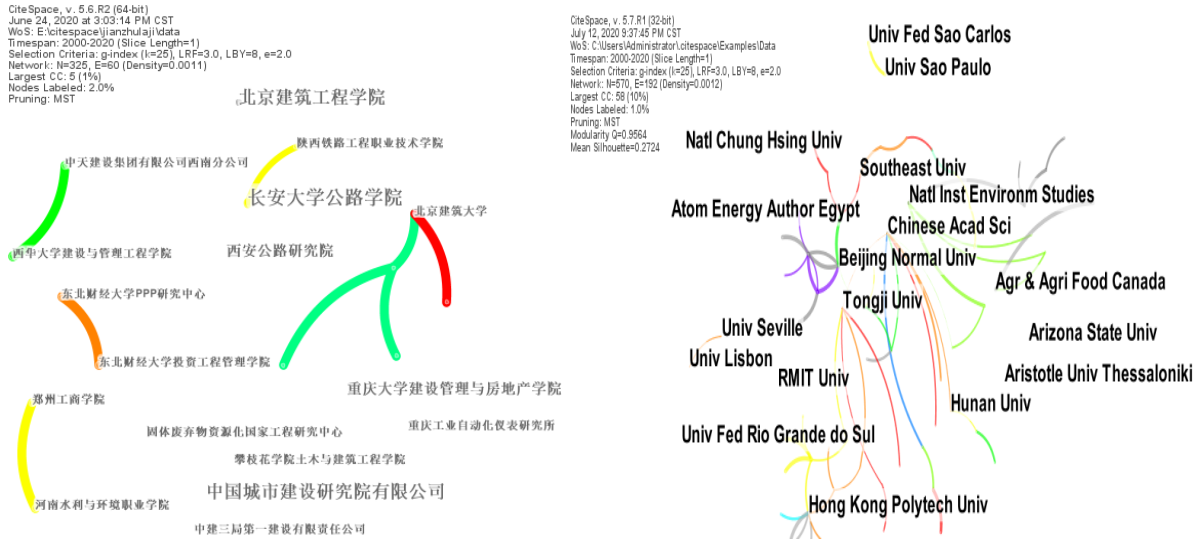 CiteSpace, v. 5.6.R2 (64-bit)
June 24, 2020 at 3:03:14 PM CST
WoS: E:\citespace\jianzhulaji\data
Timespan: 2000-2020 (Slice Length=1)
Selection Criteria: g-index (k=25), LRF=3.0, LBY=8, e=2.0
Network: N=325, E=60 (Density=0.0011)
Largest CC: 5 (1%)
Nodes Labeled: 2.0%
Pruning: MST
北京建筑工程学院
陕西铁路工程职业技术学院
中天建设集团有限公司西南分公司
长安大学公路学院
北京建筑大学
西华大学建设与管理工程学院
西安公路研究院
东北财经大学PPP研究中心
东北财经大学投资工程管理学院
重庆大学建设管理与房地产学院
郑州工商学院
固体废弃物资源化国家工程研究中心
重庆工业自动化仪表研究所
攀枝花学院土木与建筑工程学院
中国城市建设研究院有限公司
河南水利与环境职业学院
中建三局第一建设有限责任公司
CiteSpace, v. 5.7.R1 (32-bit)
July 12, 2020 9:37:45 PM CST
WoS: C:\Users\Administrator\.citespace\Examples\Data
Timespan: 2000-2020 (Slice Length=1)
Selection Criteria: g-index (k=25), LRF=3.0, LBY=8, e=2.0
Network: N=570, E=192 (Density=0.0012)
Largest CC: 58 (10%)
Nodes Labeled: 1.0%
Pruning: MST
Modularity Q=0.9564
Mean Silhouette=0.2724
Univ Fed Sao Carlos
Univ Sao Paulo
Natl Chung Hsing Univ
Southeast Univ
Natl Inst Environm Studies
Atom Energy Author Egypt
Chinese Acad Sci
Beijing Normal Univ
Agr & Agri Food Canada
Tongji Univ
Univ Seville
Arizona State Univ
Univ Lisbon
RMIT Univ
Aristotle Univ Thessaloniki
Hunan Univ
Univ Fed Rio Grande do Sul
Hong Kong Polytech Univ